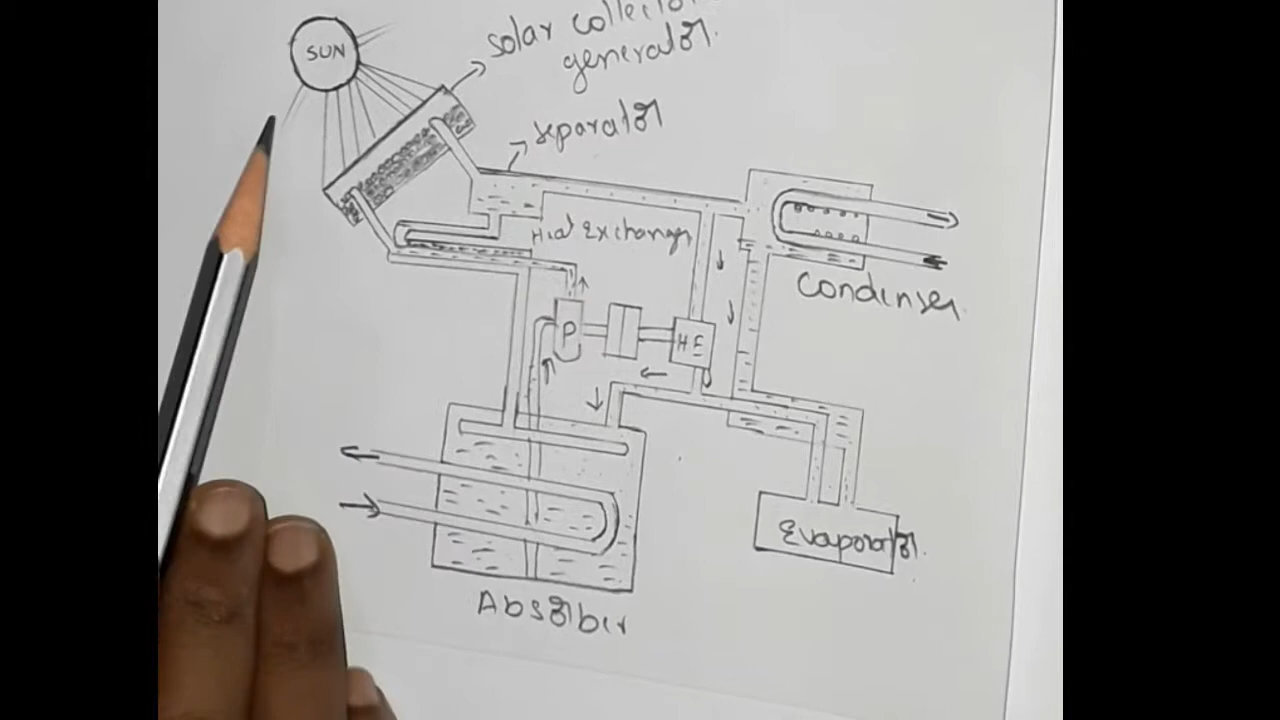 SUN
solar collector
generator.
separator
Heat Exchanger
Condenser
P
HE
Evaporator.
Absorber